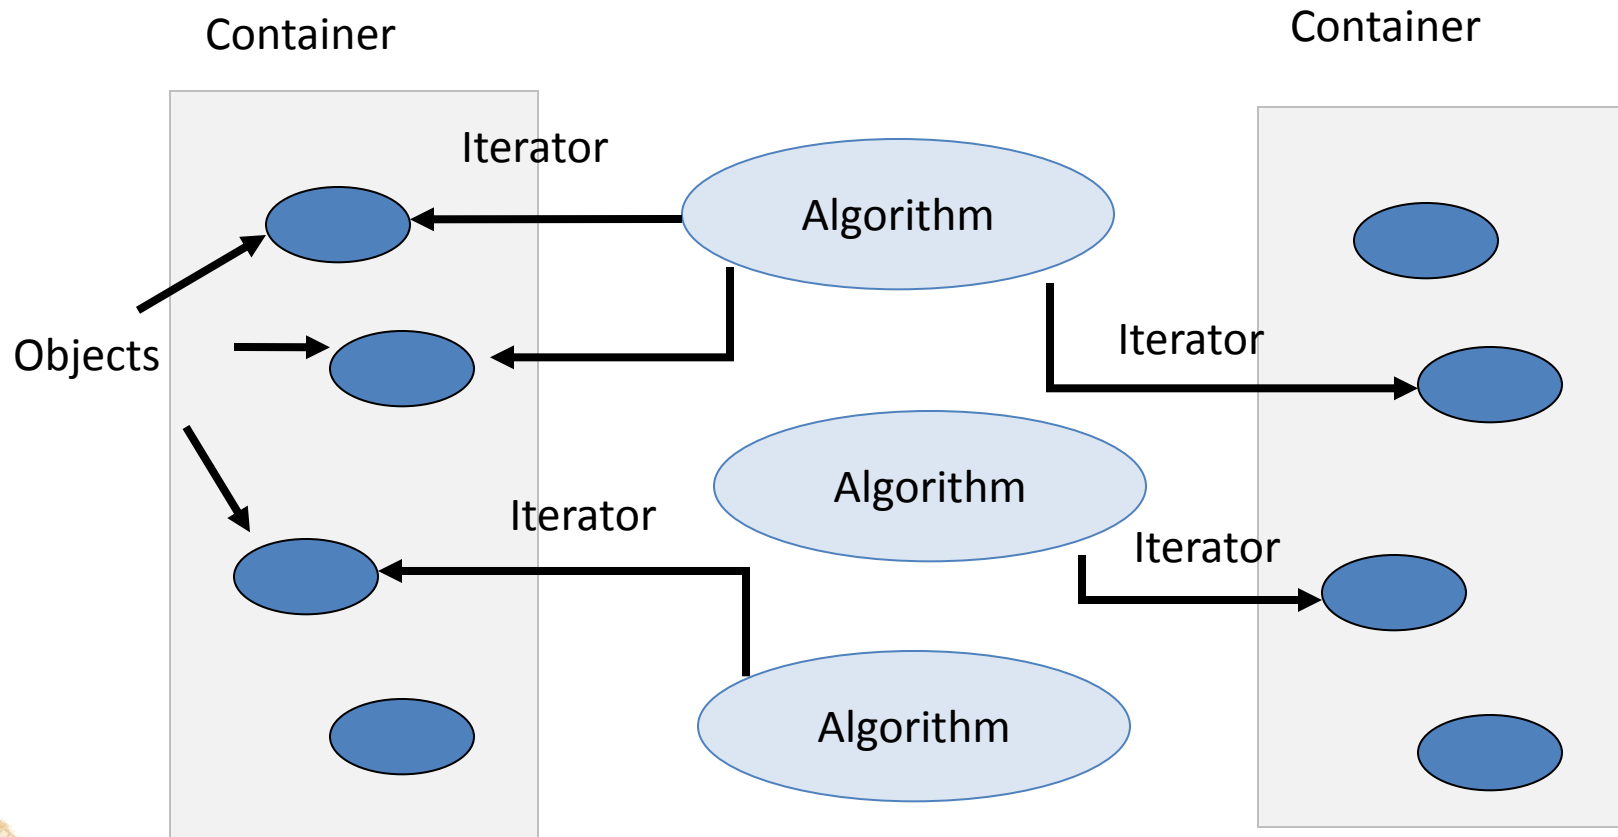 Container
Container
Iterator
Algorithm
Iterator
Objects
Algorithm
Iterator
Iterator
Algorithm